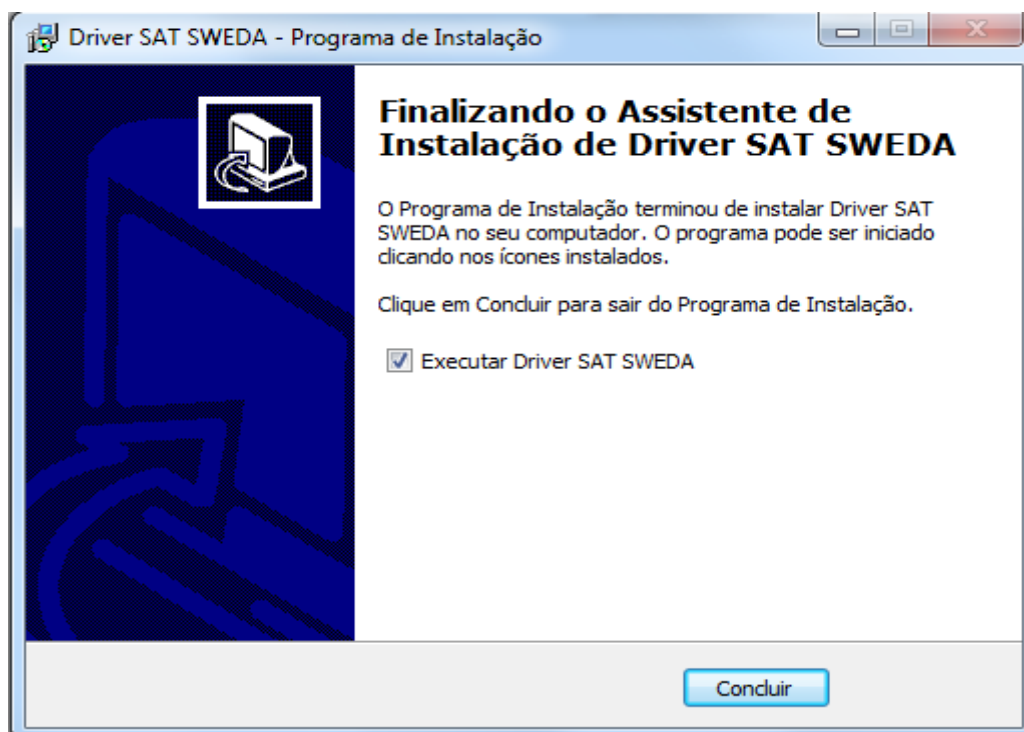 Driver SAT SWEDA - Programa de Instalação
Finalizando o Assistente de
Instalação de Driver SAT SWEDA
O Programa de Instalação terminou de instalar Driver SAT
SWEDA no seu computador. O programa pode ser iniciado
clicando nos ícones instalados.
Clique em Concluir para sair do Programa de Instalação.
Executar Driver SAT SWEDA
Concluir